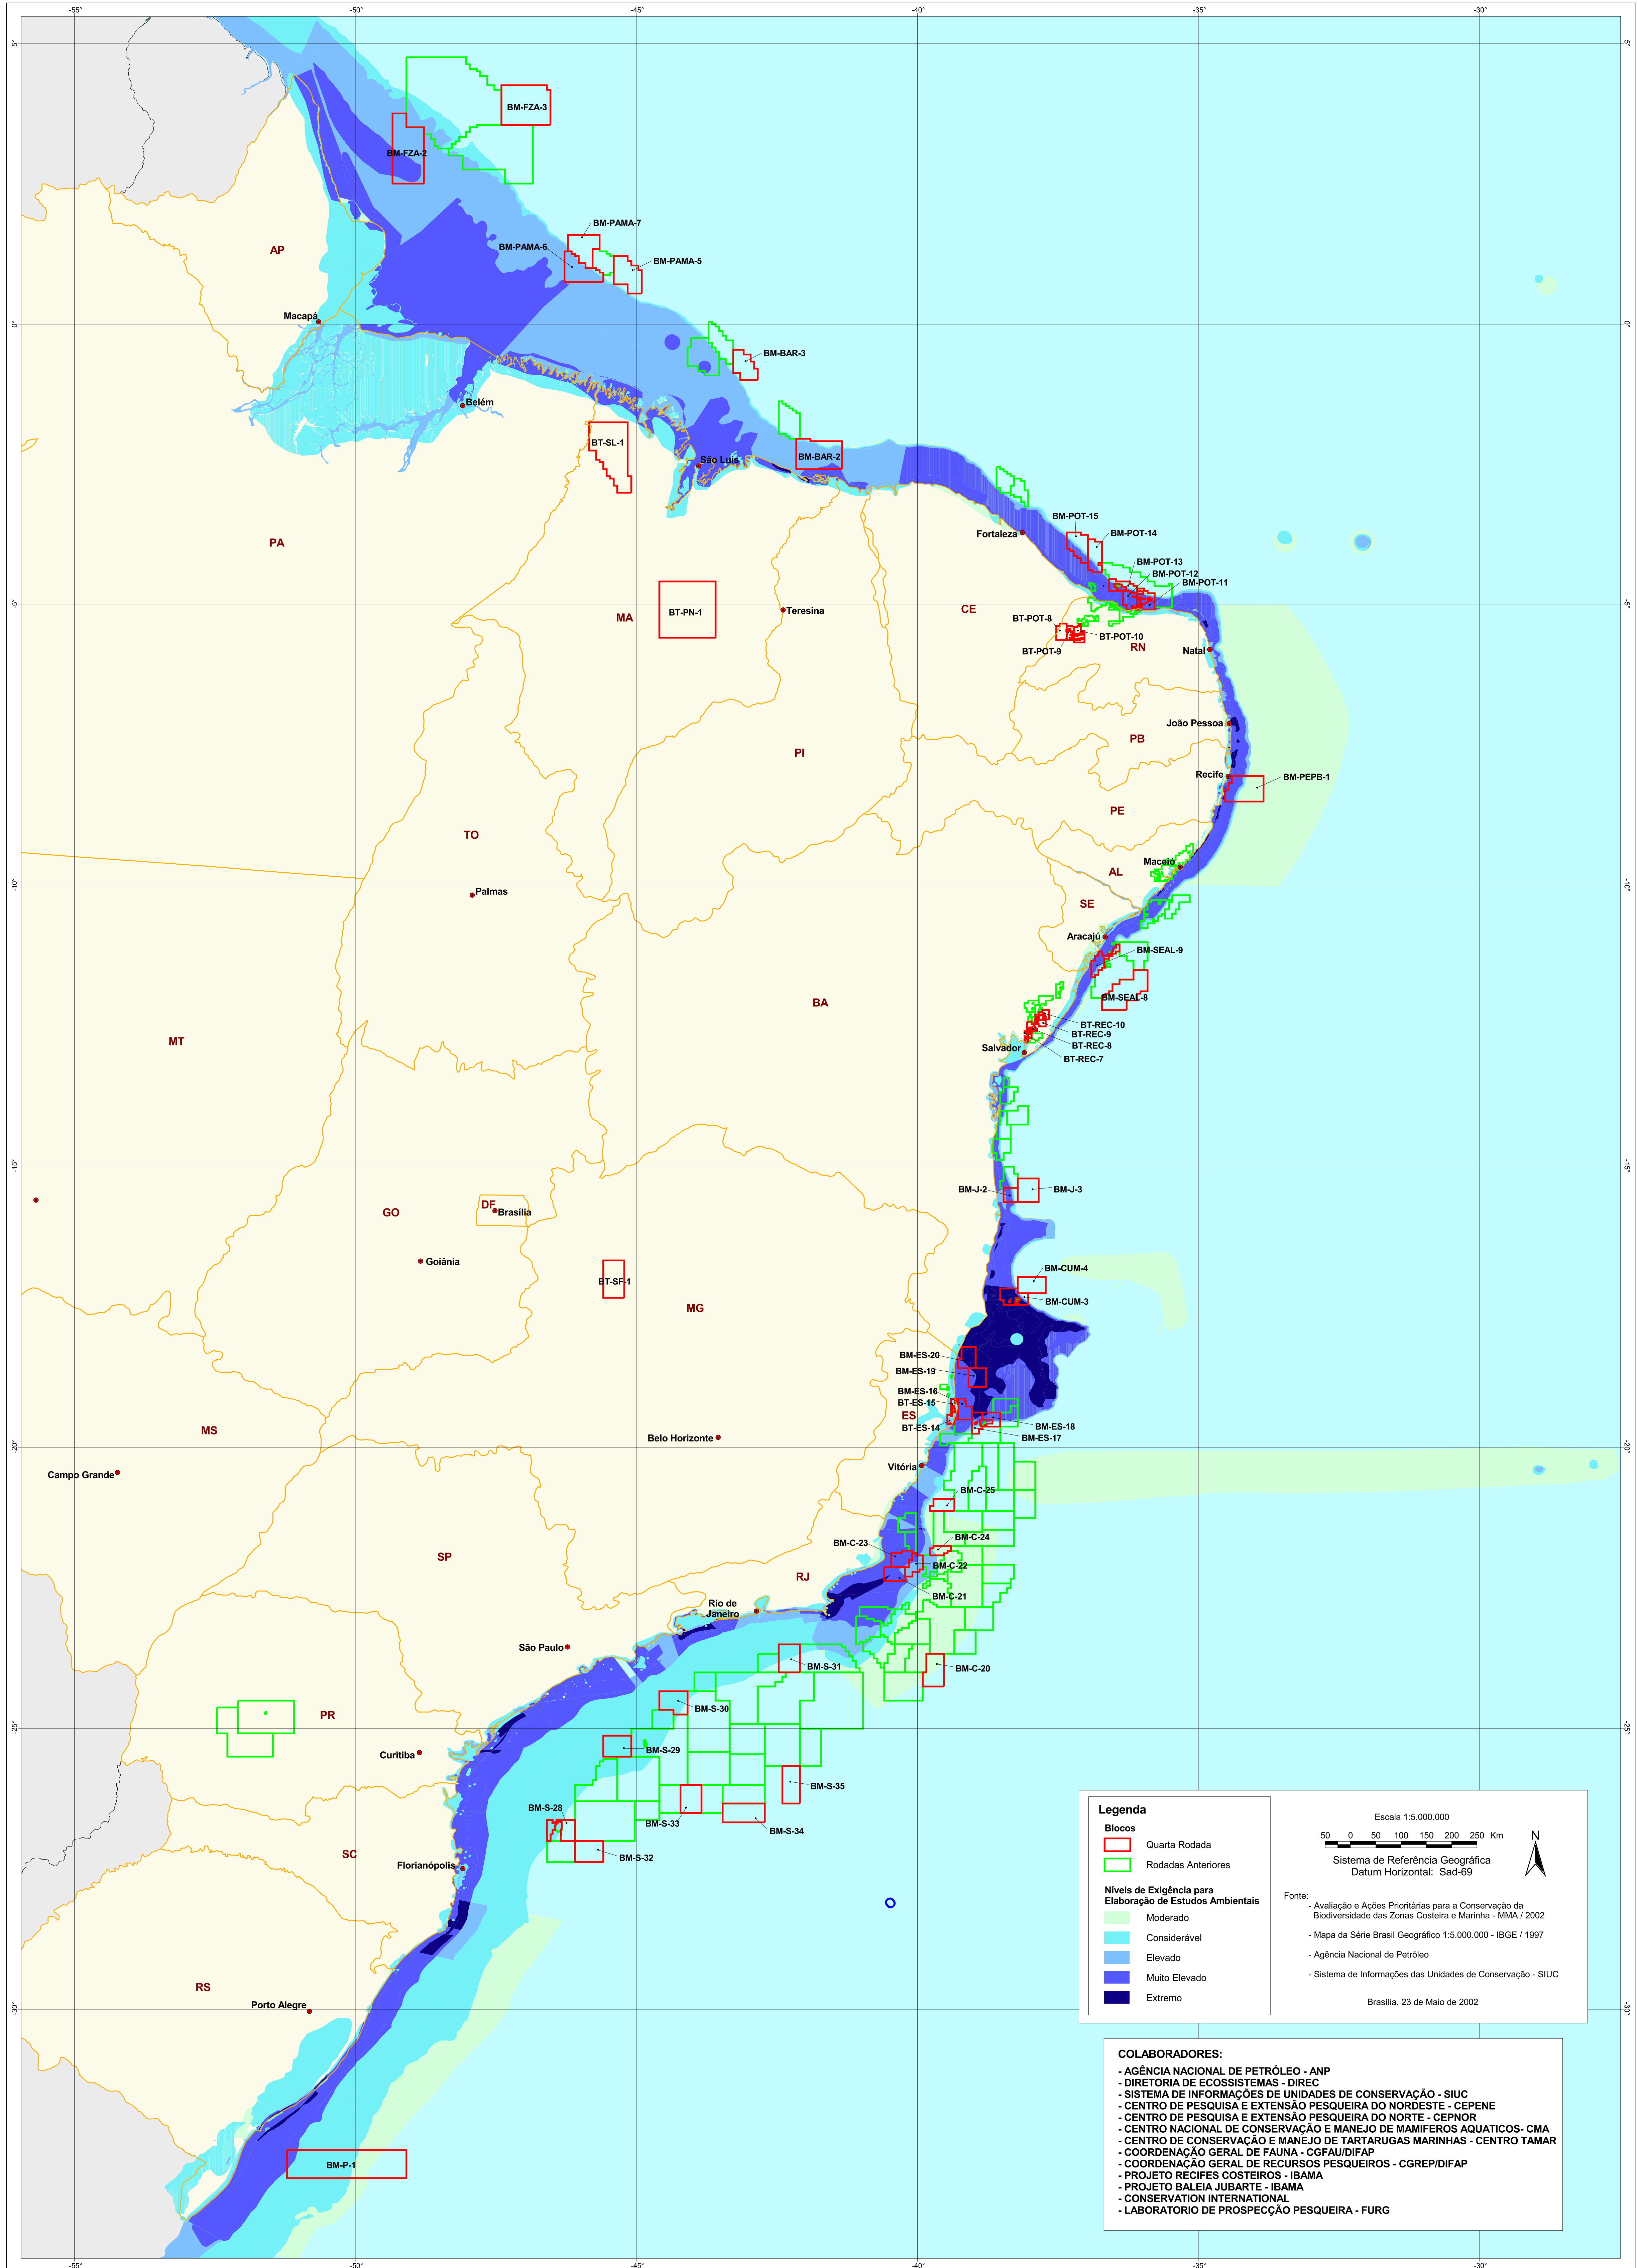 -55°
-50°
-45°
-40°
-35°
-30°
5°
5°
BM-FZA-3
BM-FZA-2
BM-PAMA-7
AP
BM-PAMA-6
BM-PAMA-5
Macapá
0°
0°
BM-BAR-3
Belém
BT-SL-1
BM-BAR-2
São Luís
BM-POT-15
Fortaleza
BM-POT-14
PA
BM-POT-13
BM-POT-12
BM-POT-11
-5°
-5°
BT-PN-1
Teresina
CE
MA
BT-POT-8
BT-POT-10
RN
BT-POT-9
Natal
João Pessoa
PB
PI
Recife
BM-PEPB-1
PE
TO
Maceió
AL
-10°
-10°
Palmas
SE
Aracajú
BM-SEAL-9
BM-SEAL-8
BA
BT-REC-10
BT-REC-9
MT
BT-REC-8
Salvador
BT-REC-7
-15°
-15°
BM-J-2
BM-J-3
DF
Brasília
GO
Goiânia
BM-CUM-4
BT-SF-1
BM-CUM-3
MG
BM-ES-20
BM-ES-19
BM-ES-16
BT-ES-15
ES
BT-ES-14
BM-ES-18
BM-ES-17
MS
Belo Horizonte
-20°
-20°
Vitória
Campo Grande
BM-C-25
BM-C-24
BM-C-23
SP
BM-C-22
RJ
BM-C-21
Rio de
Janeiro
São Paulo
BM-S-31
BM-C-20
BM-S-30
PR
-25°
-25°
Curitiba
BM-S-29
BM-S-35
BM-S-28
BM-S-33
BM-S-34
SC
BM-S-32
Florianópolis
RS
Porto Alegre
-30°
-30°
BM-P-1
Legenda
Blocos
Quarta Rodada
Rodadas Anteriores
Níveis de Exigência para
Elaboração de Estudos Ambientais
Moderado
Considerável
Elevado
Muito Elevado
Extremo
Escala 1:5.000.000
50 0 50 100 150 200 250 Km
N
Sistema de Referência Geográfica
Datum Horizontal: Sad-69
Fonte:
- Avaliação e Ações Prioritárias para a Conservação da
Biodiversidade das Zonas Costeira e Marinha - MMA / 2002
- Mapa da Série Brasil Geográfico 1:5.000.000 - IBGE / 1997
- Agência Nacional de Petróleo
- Sistema de Informações das Unidades de Conservação - SIUC
Brasília, 23 de Maio de 2002
COLABORADORES:
- AGÊNCIA NACIONAL DE PETRÓLEO - ANP
- DIRETORIA DE ECOSSISTEMAS - DIREC
- SISTEMA DE INFORMAÇÕES DE UNIDADES DE CONSERVAÇÃO - SIUC
- CENTRO DE PESQUISA E EXTENSÃO PESQUEIRA DO NORDESTE - CEPENE
- CENTRO DE PESQUISA E EXTENSÃO PESQUEIRA DO NORTE - CEPNOR
- CENTRO NACIONAL DE CONSERVAÇÃO E MANEJO DE MAMIFEROS AQUATICOS- CMA
- CENTRO DE CONSERVAÇÃO E MANEJO DE TARTARUGAS MARINHAS - CENTRO TAMAR
- COORDENAÇÃO GERAL DE FAUNA - CGFAU/DIFAP
- COORDENAÇÃO GERAL DE RECURSOS PESQUEIROS - CGREP/DIFAP
- PROJETO RECIFES COSTEIROS - IBAMA
- PROJETO BALEIA JUBARTE - IBAMA
- CONSERVATION INTERNATIONAL
- LABORATORIO DE PROSPECÇÃO PESQUEIRA - FURG
-55°
-50°
-45°
-40°
-35°
-30°